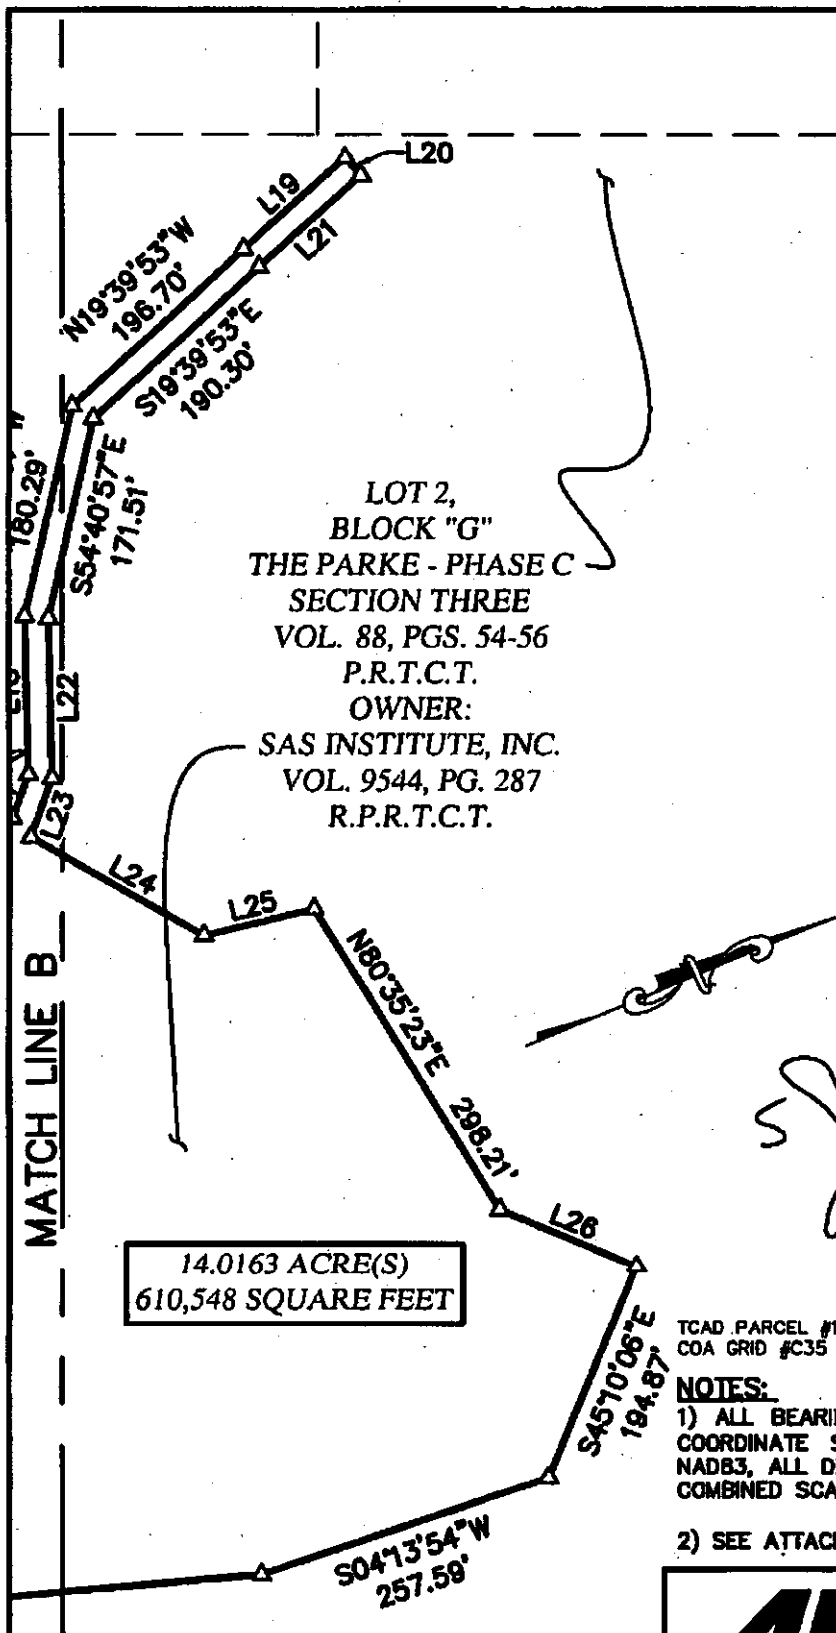 L20
L19
L21
N19°39'53"W
196.70'
S19°39'53"E
190.30'
W
180.29'
S54°40'57"E
171.51'
LOT 2,
BLOCK "G"
THE PARKE - PHASE C
SECTION THREE
VOL. 88, PGS. 54-56
P.R.T.C.T.
OWNER:
SAS INSTITUTE, INC.
VOL. 9544, PG. 287
R.P.R.T.C.T.
L22
L23
L24
L25
N80°35'23"E 298.21'
MATCH LINE B
L26
14.0163 ACRE(S)
610,548 SQUARE FEET
S45°10'06"E
194.87'
S04°13'54"W
257.59'
TCAD PARCEL #1
COA GRID #C35
NOTES:
1) ALL BEARI
COORDINATE S
NAD83, ALL D
COMBINED SCA
2) SEE ATTAC